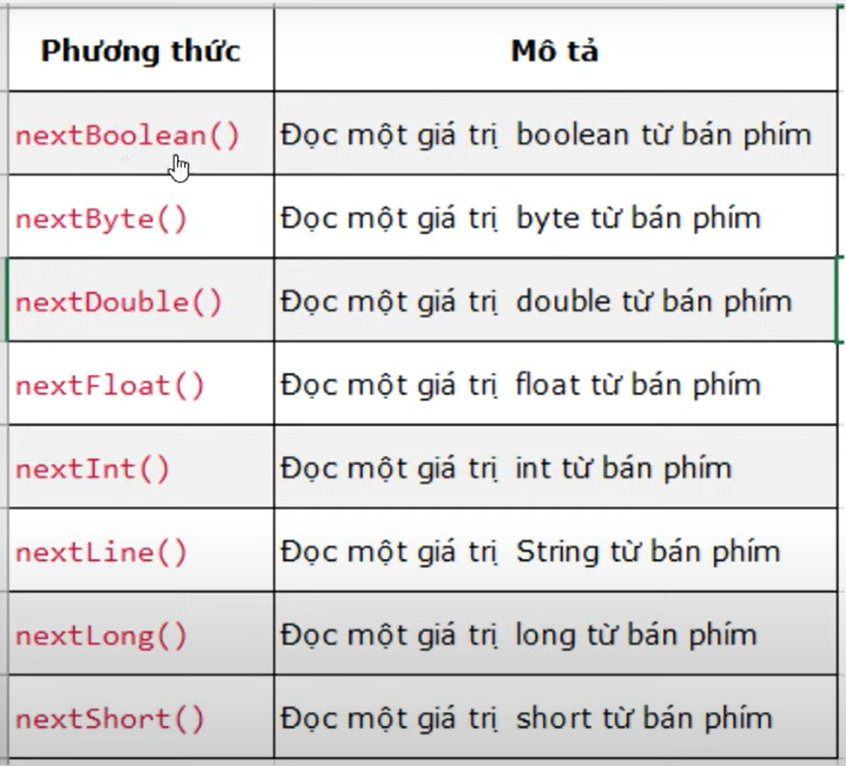 Phương thức Mô tả
nextBoolean() Đọc một giá trị boolean từ bán phím
nextByte() Đọc một giá trị byte từ bán phím
nextDouble() Đọc một giá trị double từ bán phím
nextFloat() Đọc một giá trị float từ bán phím
nextInt() Đọc một giá trị int từ bán phím
nextLine() Đọc một giá trị String từ bán phím
nextLong() Đọc một giá trị long từ bán phím
nextShort() Đọc một giá trị short từ bán phím